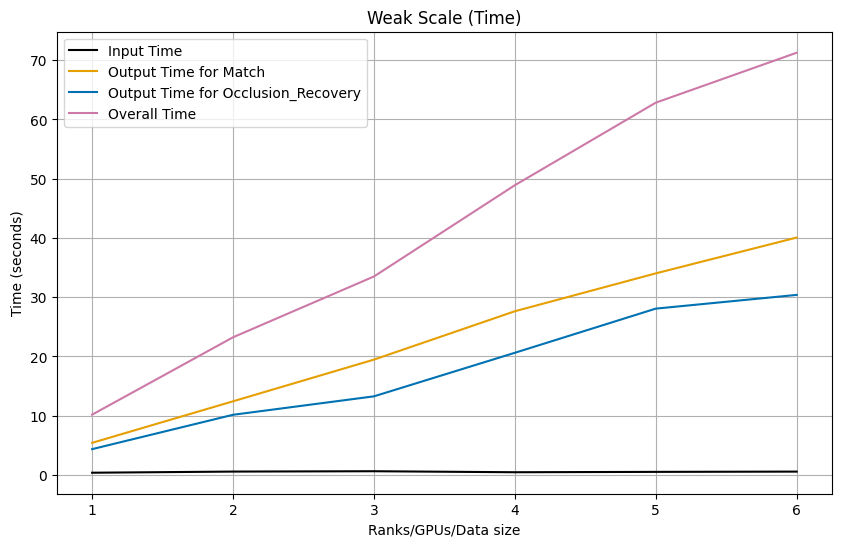 Weak Scale (Time)
Input Time
Output Time for Match
Output Time for Occlusion_Recovery
Overall Time
Time (seconds)
70
60
50
40
30
20
10
0
1 2 3 4 5 6
Ranks/GPUs/Data size